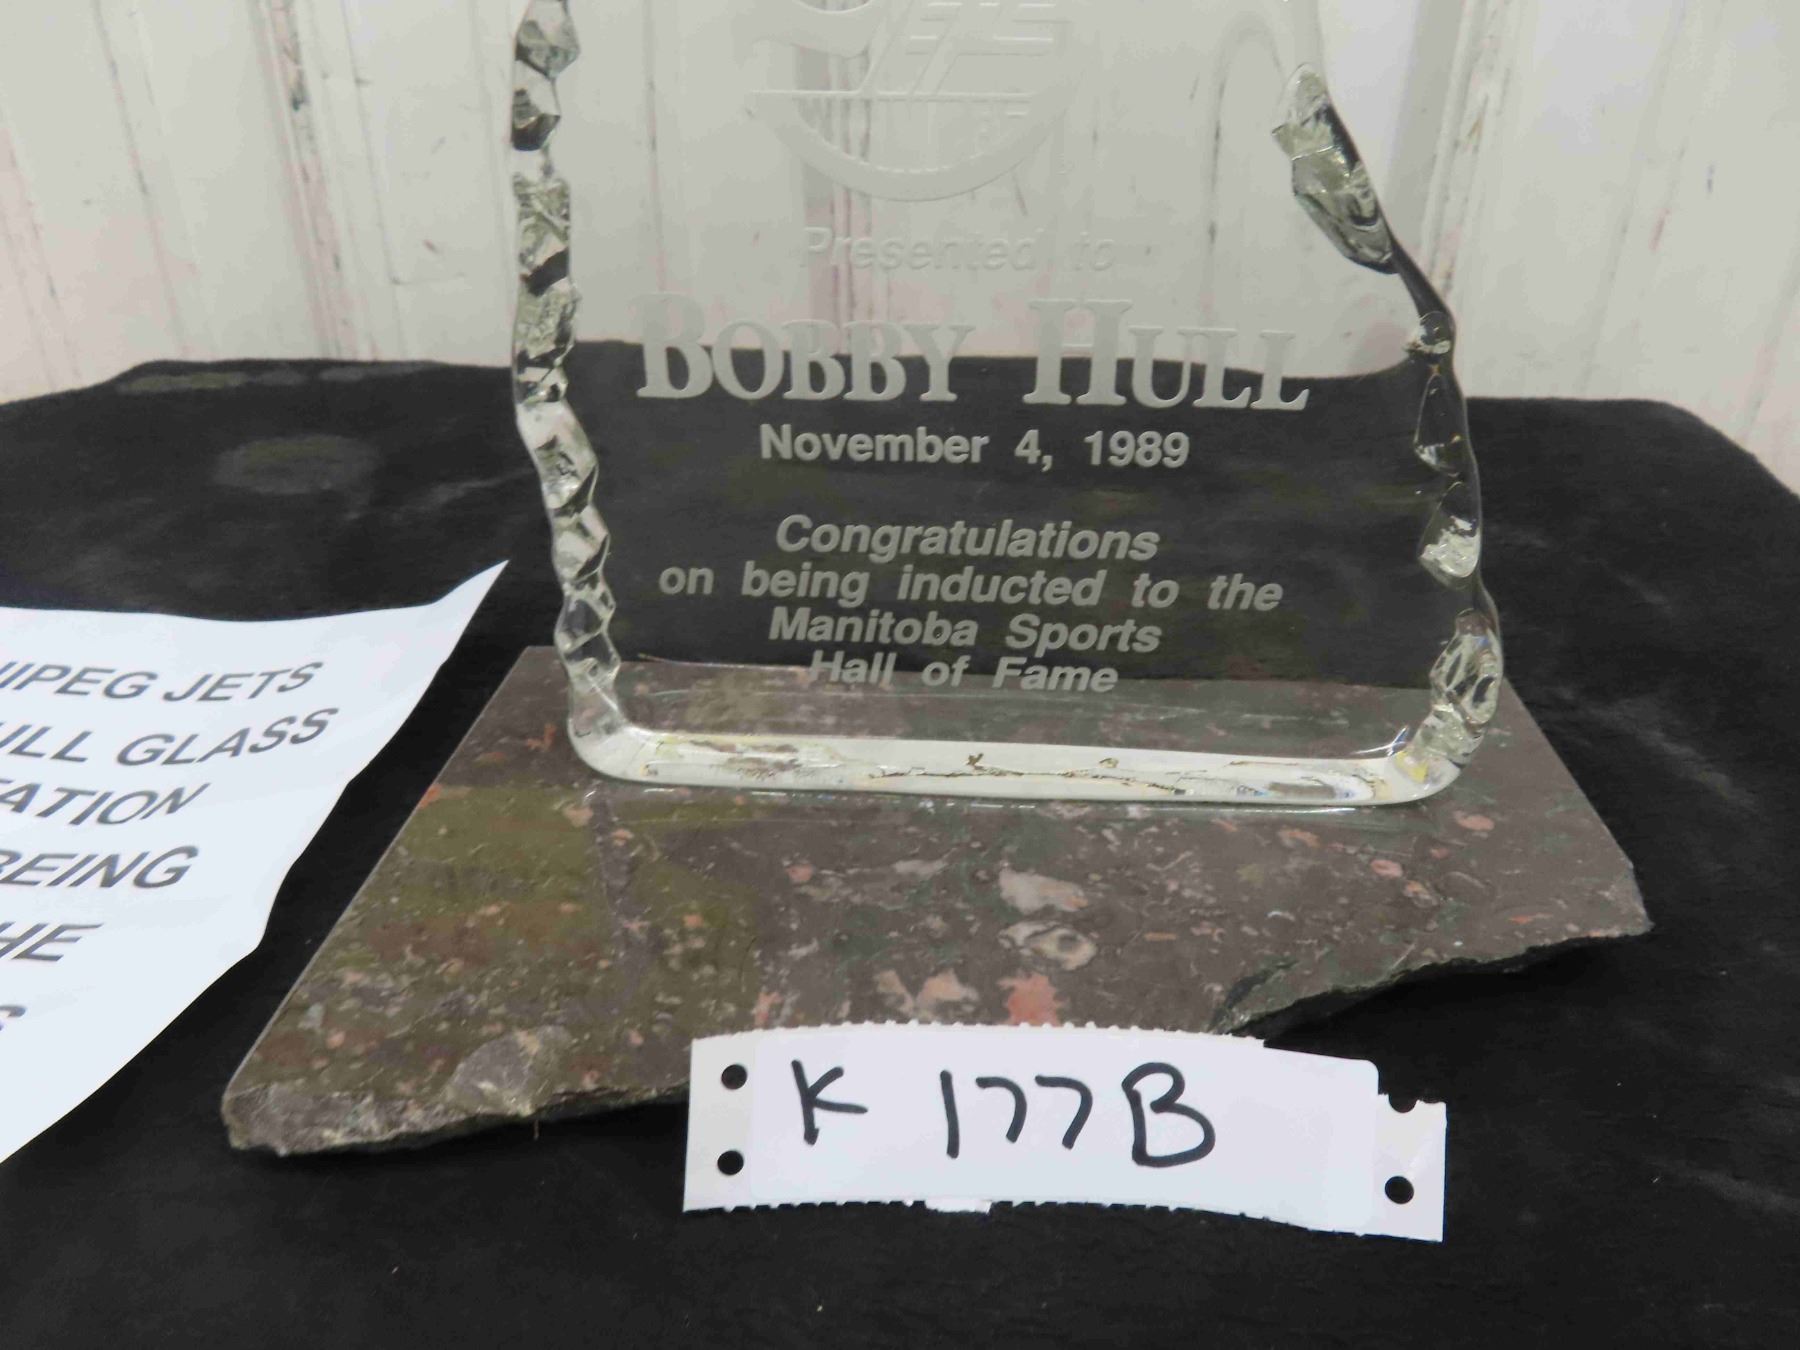 Presented to
BOBBY HULL
November 4, 1989
Congratulations
on being inducted to the
Manitoba Sports
Hall of Fame
IPEG JETS
ULL GLASS
TATION
BEING
HE
S
K 177B